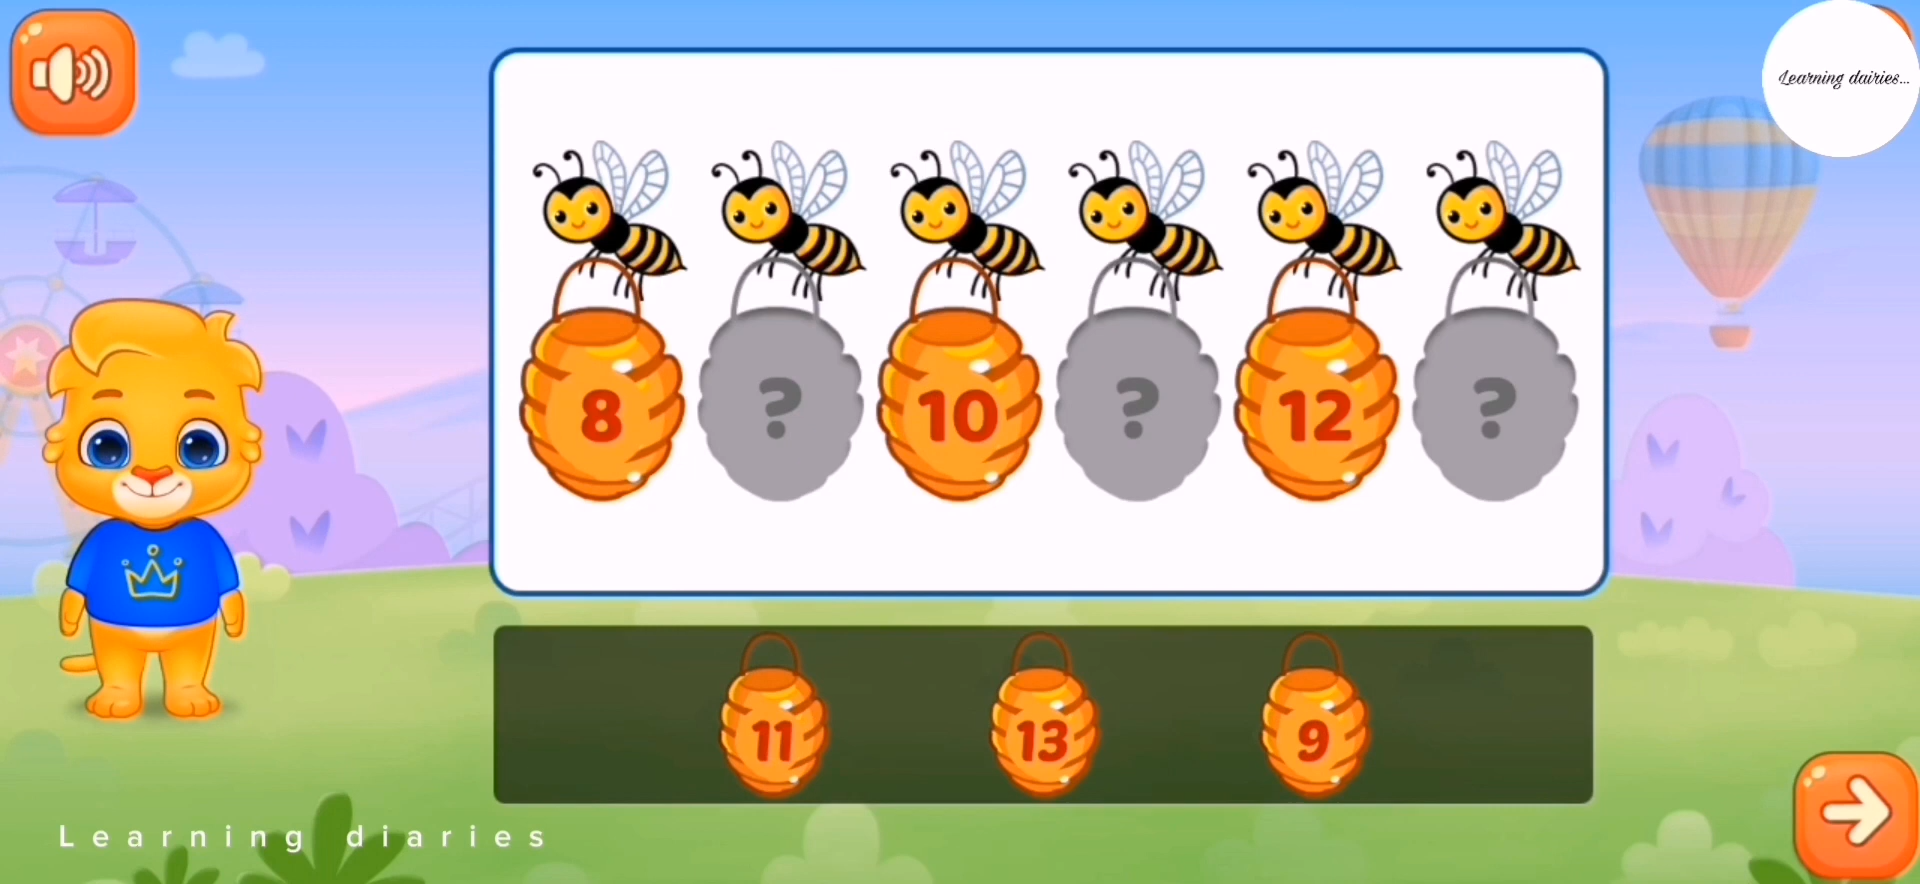 Learning dairies...
8 ? 10 ? 12 ?
11 13 9
Learning diaries